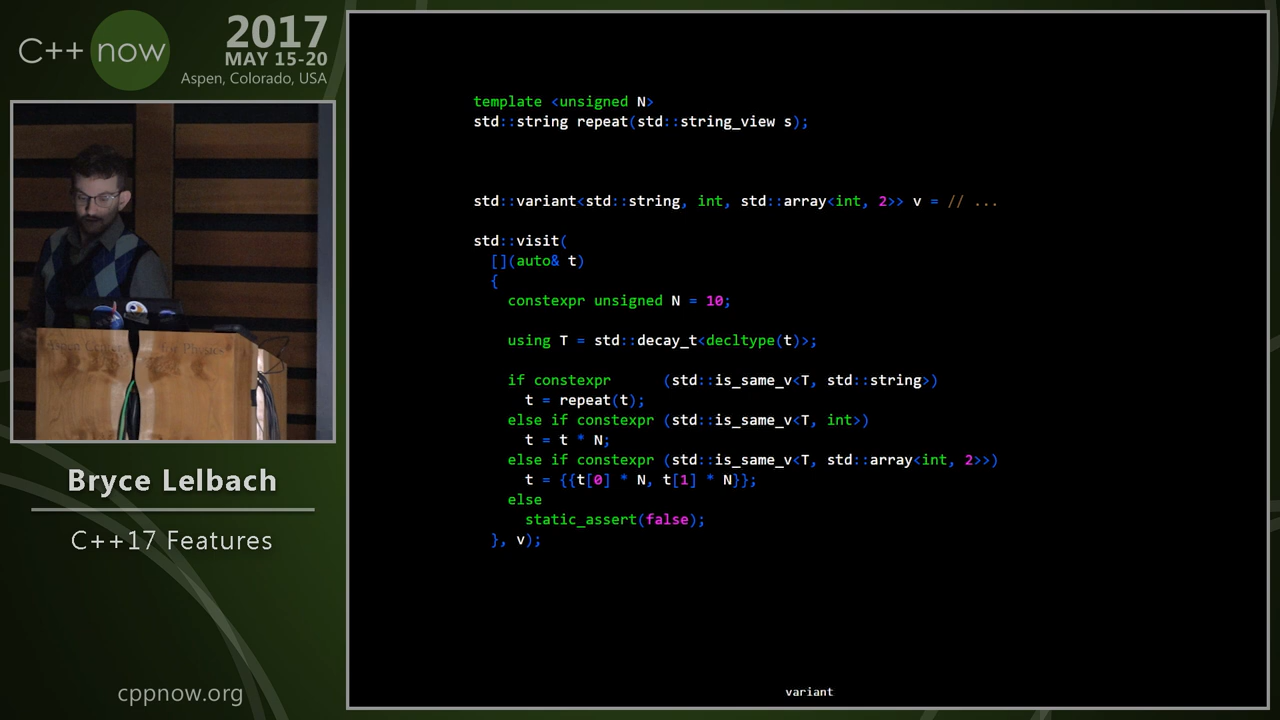 C++ now
2017
MAY 15-20
Aspen, Colorado, USA
template <unsigned N>
std::string repeat(std::string_view s);
std::variant<std::string, int, std::array<int, 2>> v = // ...
std::visit(
[](auto& t)
{
constexpr unsigned N = 10;
using T = std::decay_t<decltype(t)>;
if constexpr (std::is_same_v<T, std::string>)
t = repeat(t);
else if constexpr (std::is_same_v<T, int>)
t = t * N;
else if constexpr (std::is_same_v<T, std::array<int, 2>>)
t = {{t[0] * N, t[1] * N}};
else
static_assert(false);
}, v);
variant
for Physics
Bryce Lelbach
C++17 Features
cppnow.org